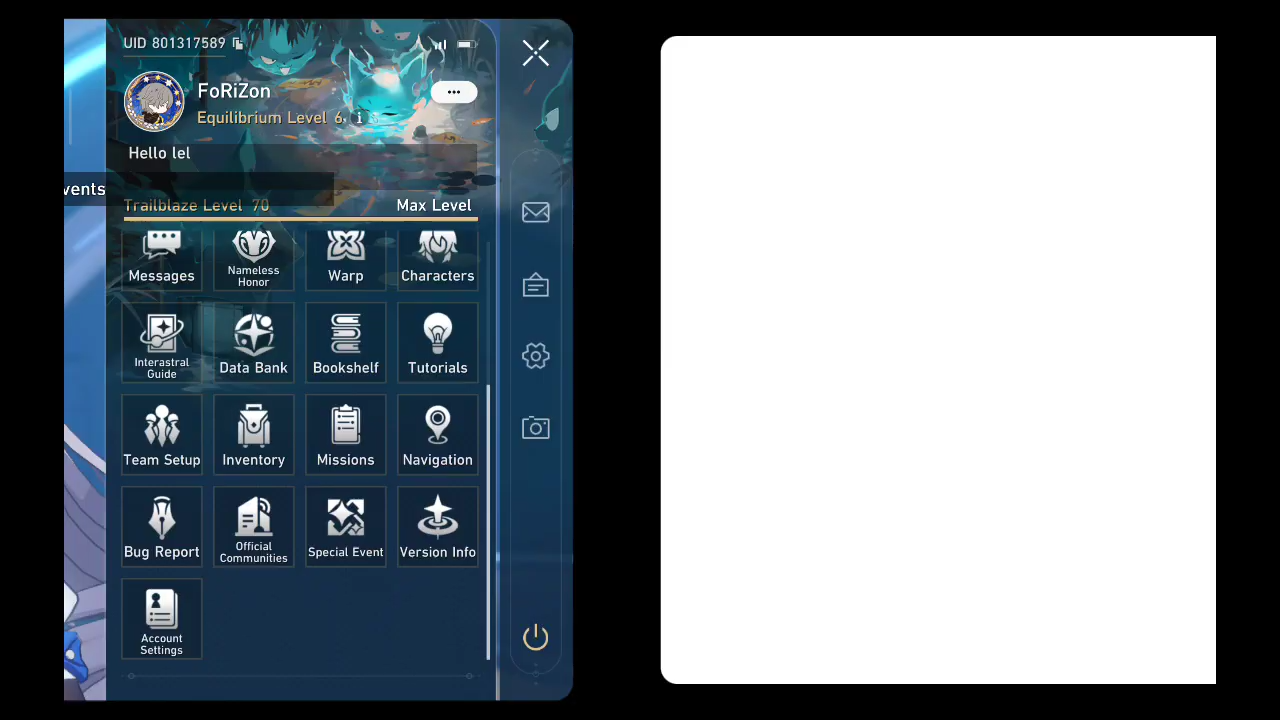 UID 801317589
FoRiZon
...
Equilibrium Level 6
Hello lel
vents
Trailblaze Level 70
Max Level
Messages
Nameless
Honor
Warp
Characters
Interastral
Guide
Data Bank
Bookshelf
Tutorials
Team Setup
Inventory
Missions
Navigation
Bug Report
Official
Communities
Special Event
Version Info
Account
Settings